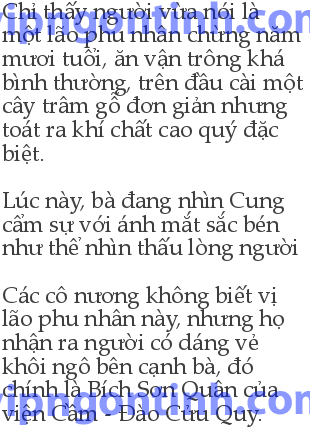 Chỉ thấy người vừa nói là
một lão phu nhân chừng năm
mươi tuổi, ăn vận trông khá
bình thường, trên đầu cài một
cây trâm gỗ đơn giản nhưng
toát ra khí chất cao quý đặc
biệt.
Lúc này, bà đang nhìn Cung
cẩm sự với ánh mắt sắc bén
như thể nhìn thấu lòng người
Các cô nương không biết vị
lão phu nhân này, nhưng họ
nhận ra người có dáng vẻ
khôi ngô bên cạnh bà, đó
chính là Bích Sơn Quân của
viện Cầm - Đào Cửu Quy.
vipngontinh.com
vipngontinh.com